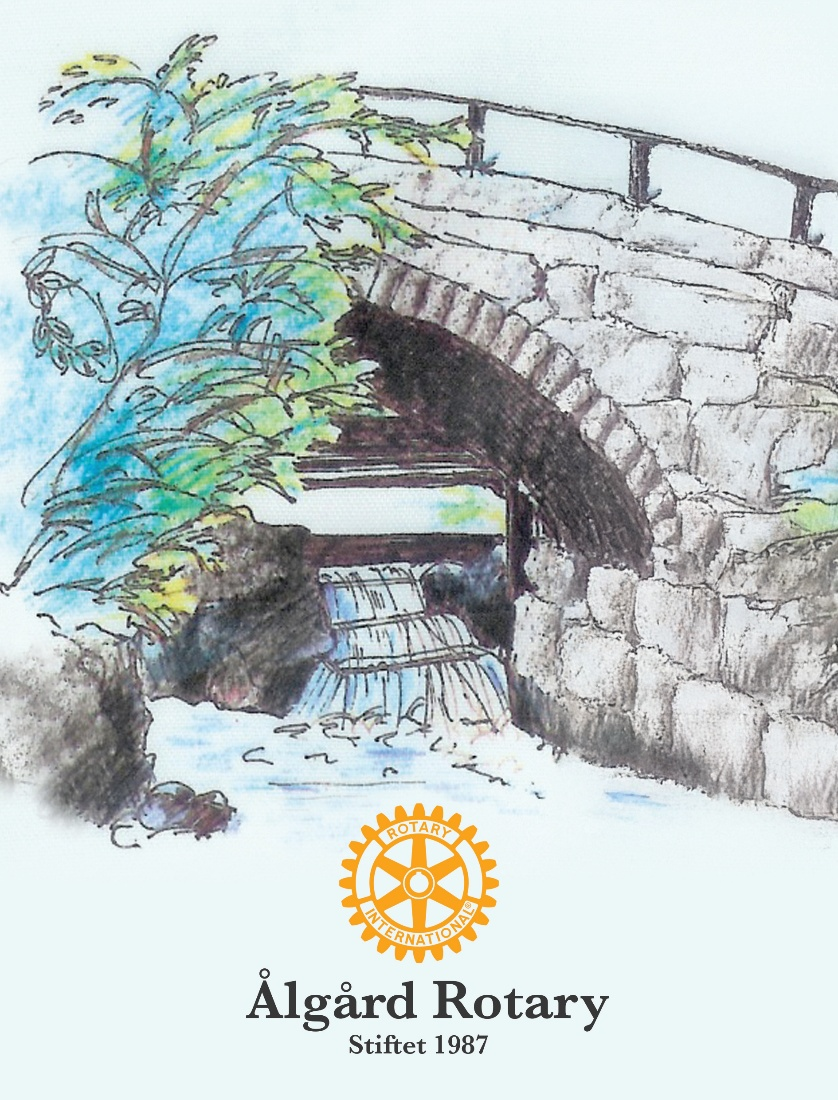 ROTARY
INTERNATIONAL®
Ålgård Rotary
Stiftet 1987